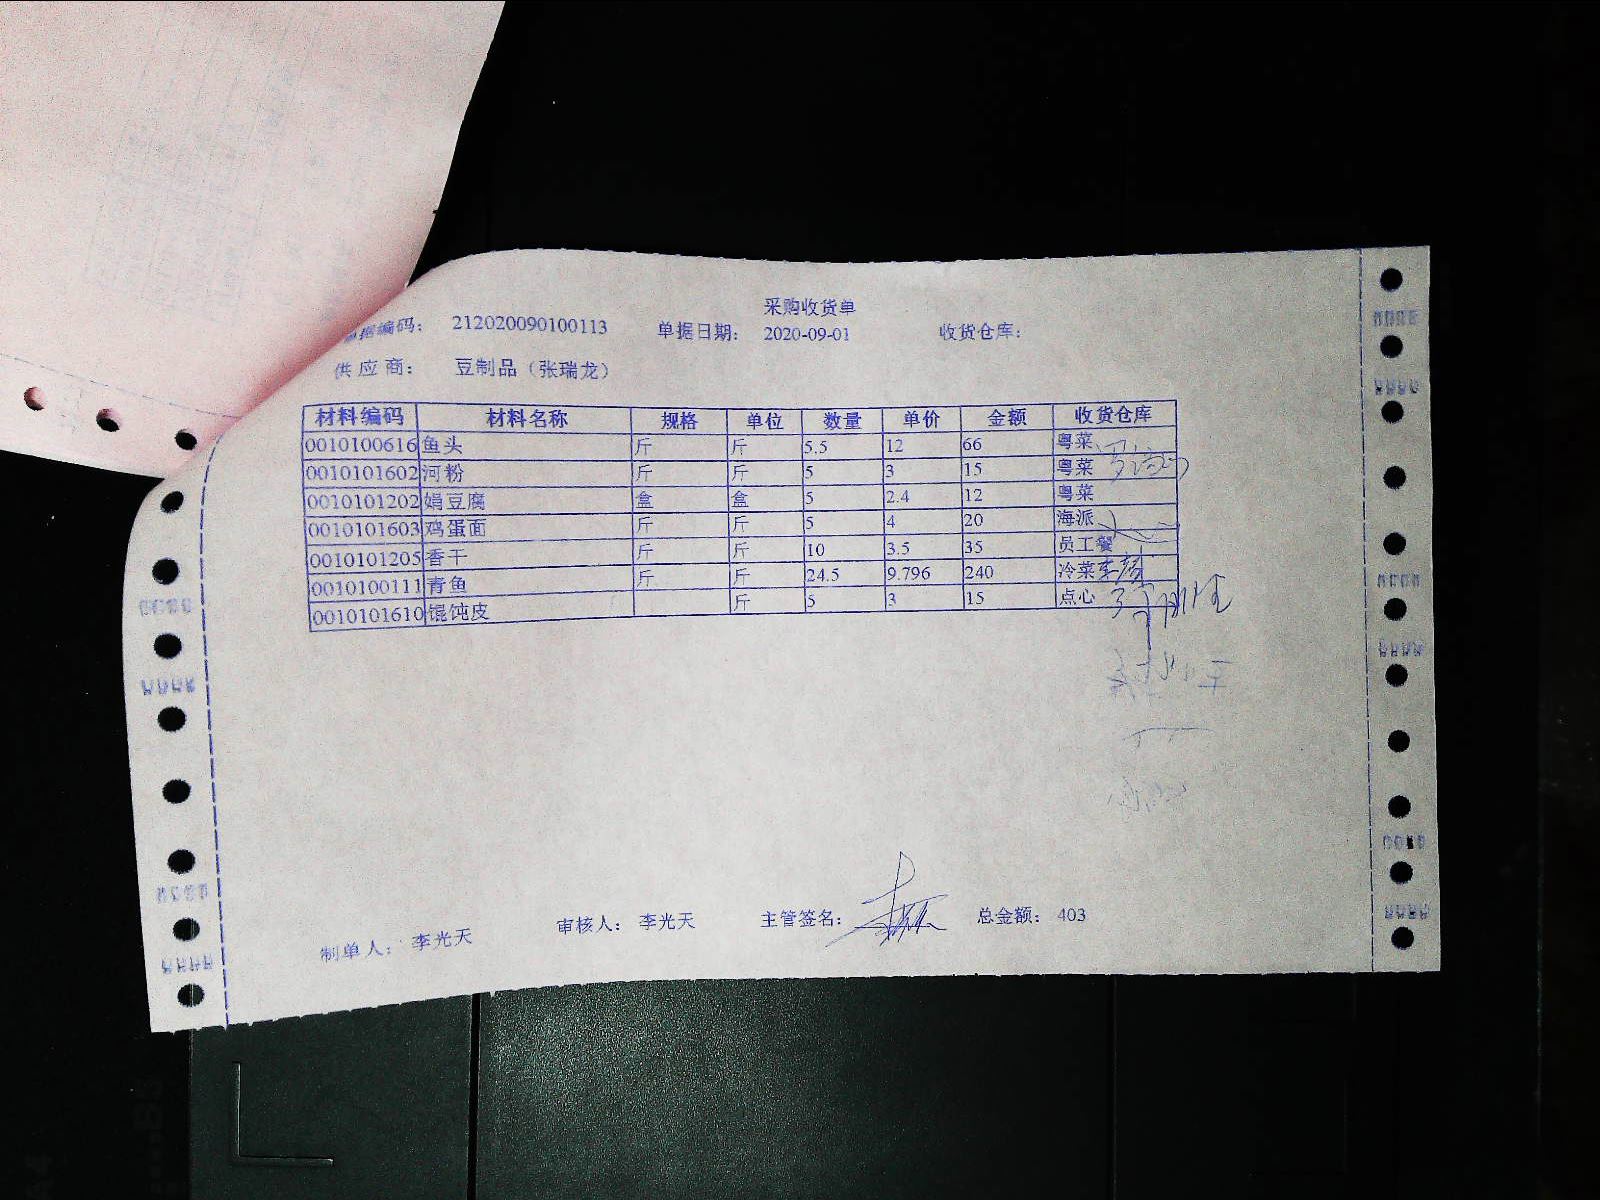 采购收货单
单据编码： 212020090100113 单据日期： 2020-09-01 收货仓库：
供应商： 豆制品（张瑞龙）
材料编码 材料名称 规格 单位 数量 单价 金额 收货仓库
0010100616 鱼头 斤 斤 5.5 12 66 粤菜
0010101602 河粉 斤 斤 5 3 15 粤菜
0010101202 娟豆腐 盒 盒 5 2.4 12 粤菜
0010101603 鸡蛋面 斤 斤 5 4 20 海派
0010101205 香干 斤 斤 10 3.5 35 员工餐
0010100111 青鱼 斤 斤 24.5 9.796 240 冷菜
0010101610 馄饨皮 斤 5 3 15 点心
制单人： 李光天 审核人： 李光天 主管签名： 总金额： 403